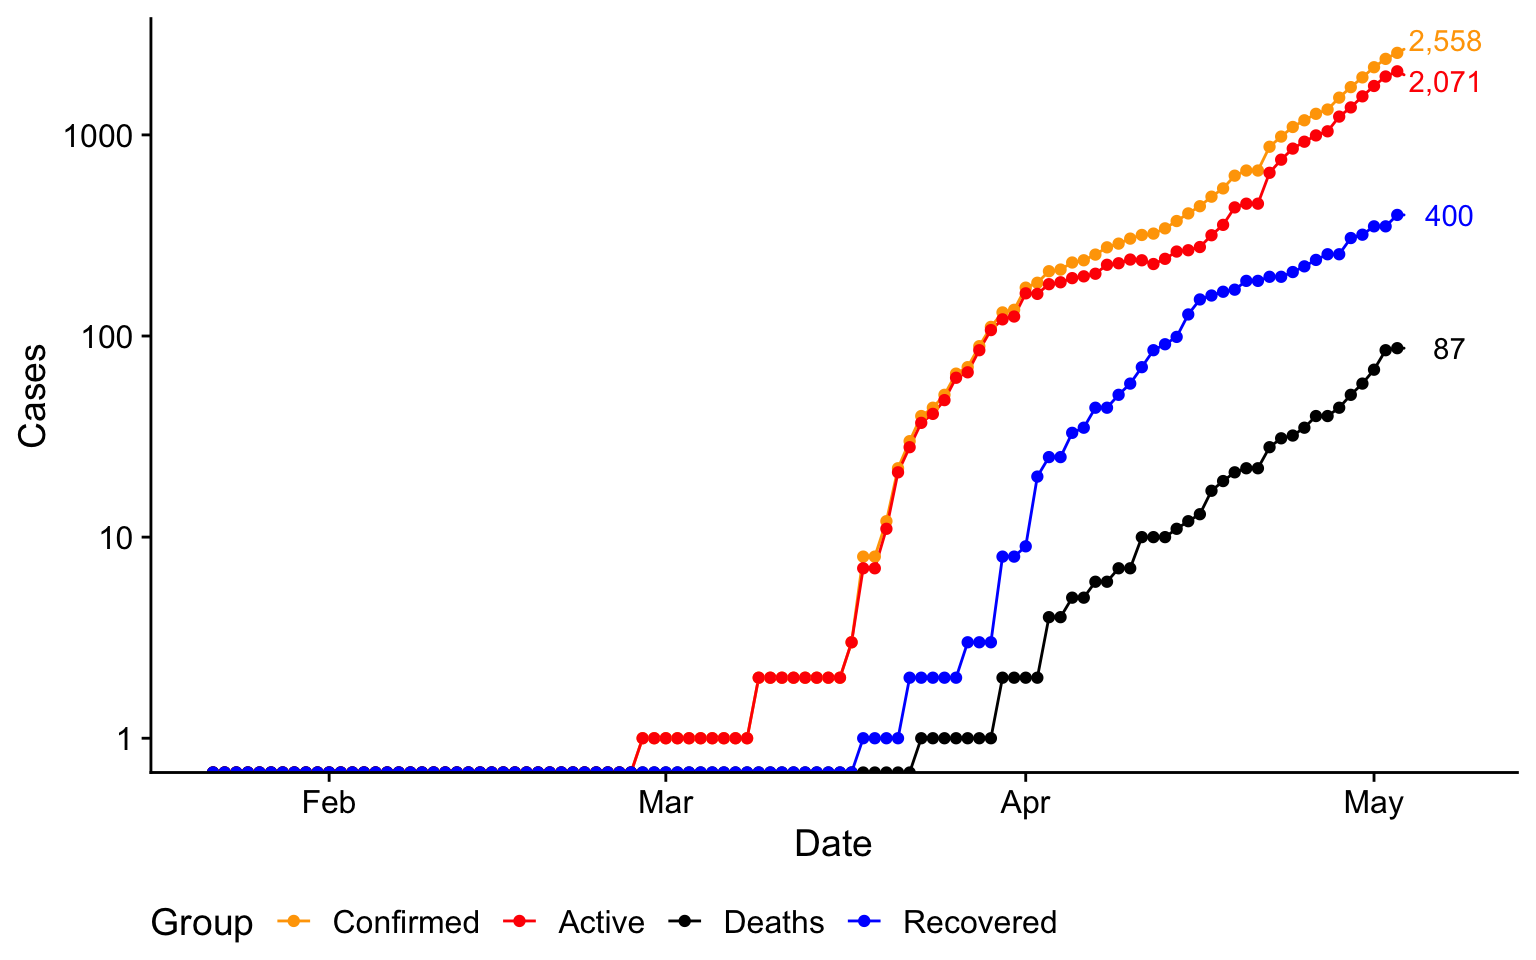 2,558
2,071
1000
400
100
87
10
1
Cases
Feb Mar Apr May
Date
Group Confirmed Active Deaths Recovered